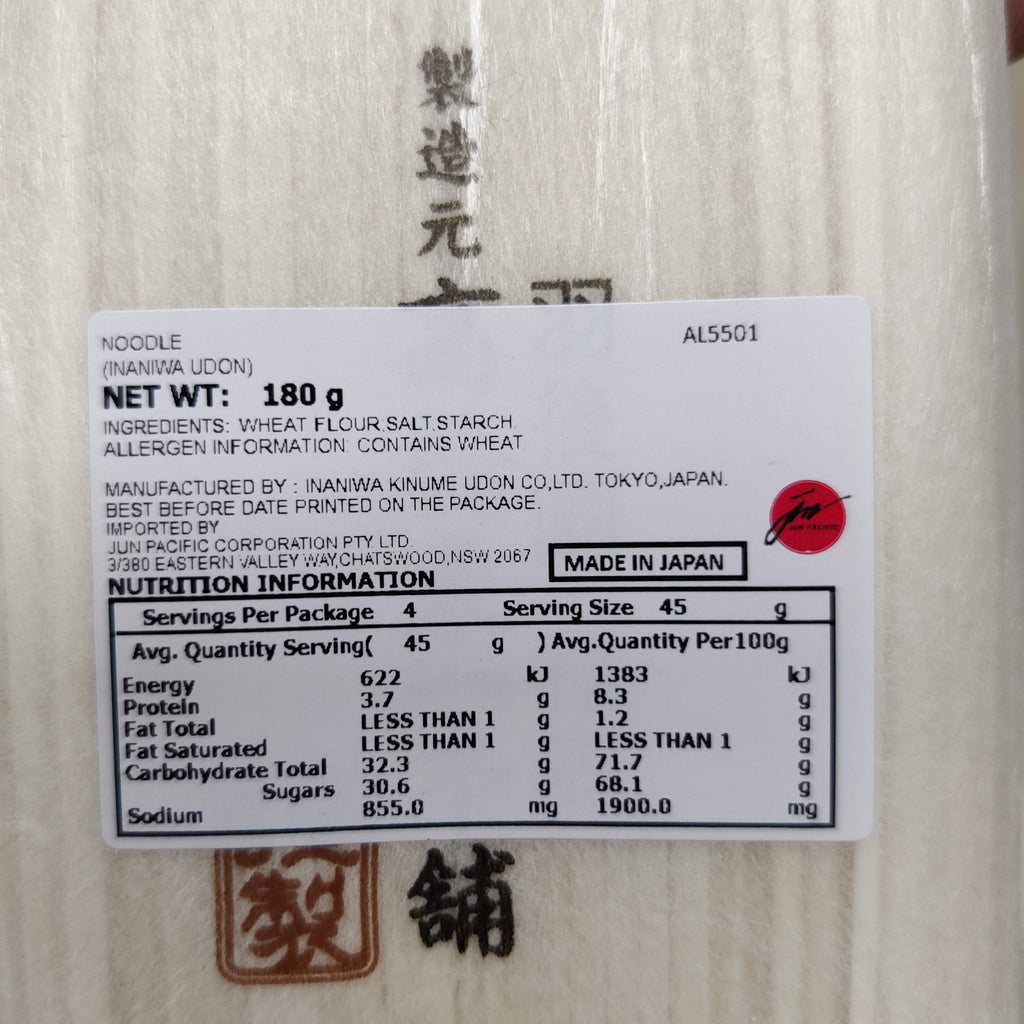 製造元
NOODLE
AL5501
(INANIWA UDON)
NET WT: 180 g
INGREDIENTS: WHEAT FLOUR,SALT,STARCH.
ALLERGEN INFORMATION: CONTAINS WHEAT
MANUFACTURED BY : INANIWA KINUME UDON CO,LTD. TOKYO,JAPAN.
BEST BEFORE DATE PRINTED ON THE PACKAGE.
IMPORTED BY
JUN PACIFIC CORPORATION PTY LTD.
3/380 EASTERN VALLEY WAY,CHATSWOOD,NSW 2067
JUN PACIFIC
MADE IN JAPAN
NUTRITION INFORMATION
Servings Per Package 4 Serving Size 45 g
Avg. Quantity Serving( 45 g ) Avg.Quantity Per100g
Energy 622 kJ 1383 kJ
Protein 3.7 g 8.3 g
Fat Total LESS THAN 1 g 1.2 g
Fat Saturated LESS THAN 1 g LESS THAN 1 g
Carbohydrate Total 32.3 g 71.7 g
Sugars 30.6 g 68.1 g
Sodium 855.0 mg 1900.0 mg
製
舗